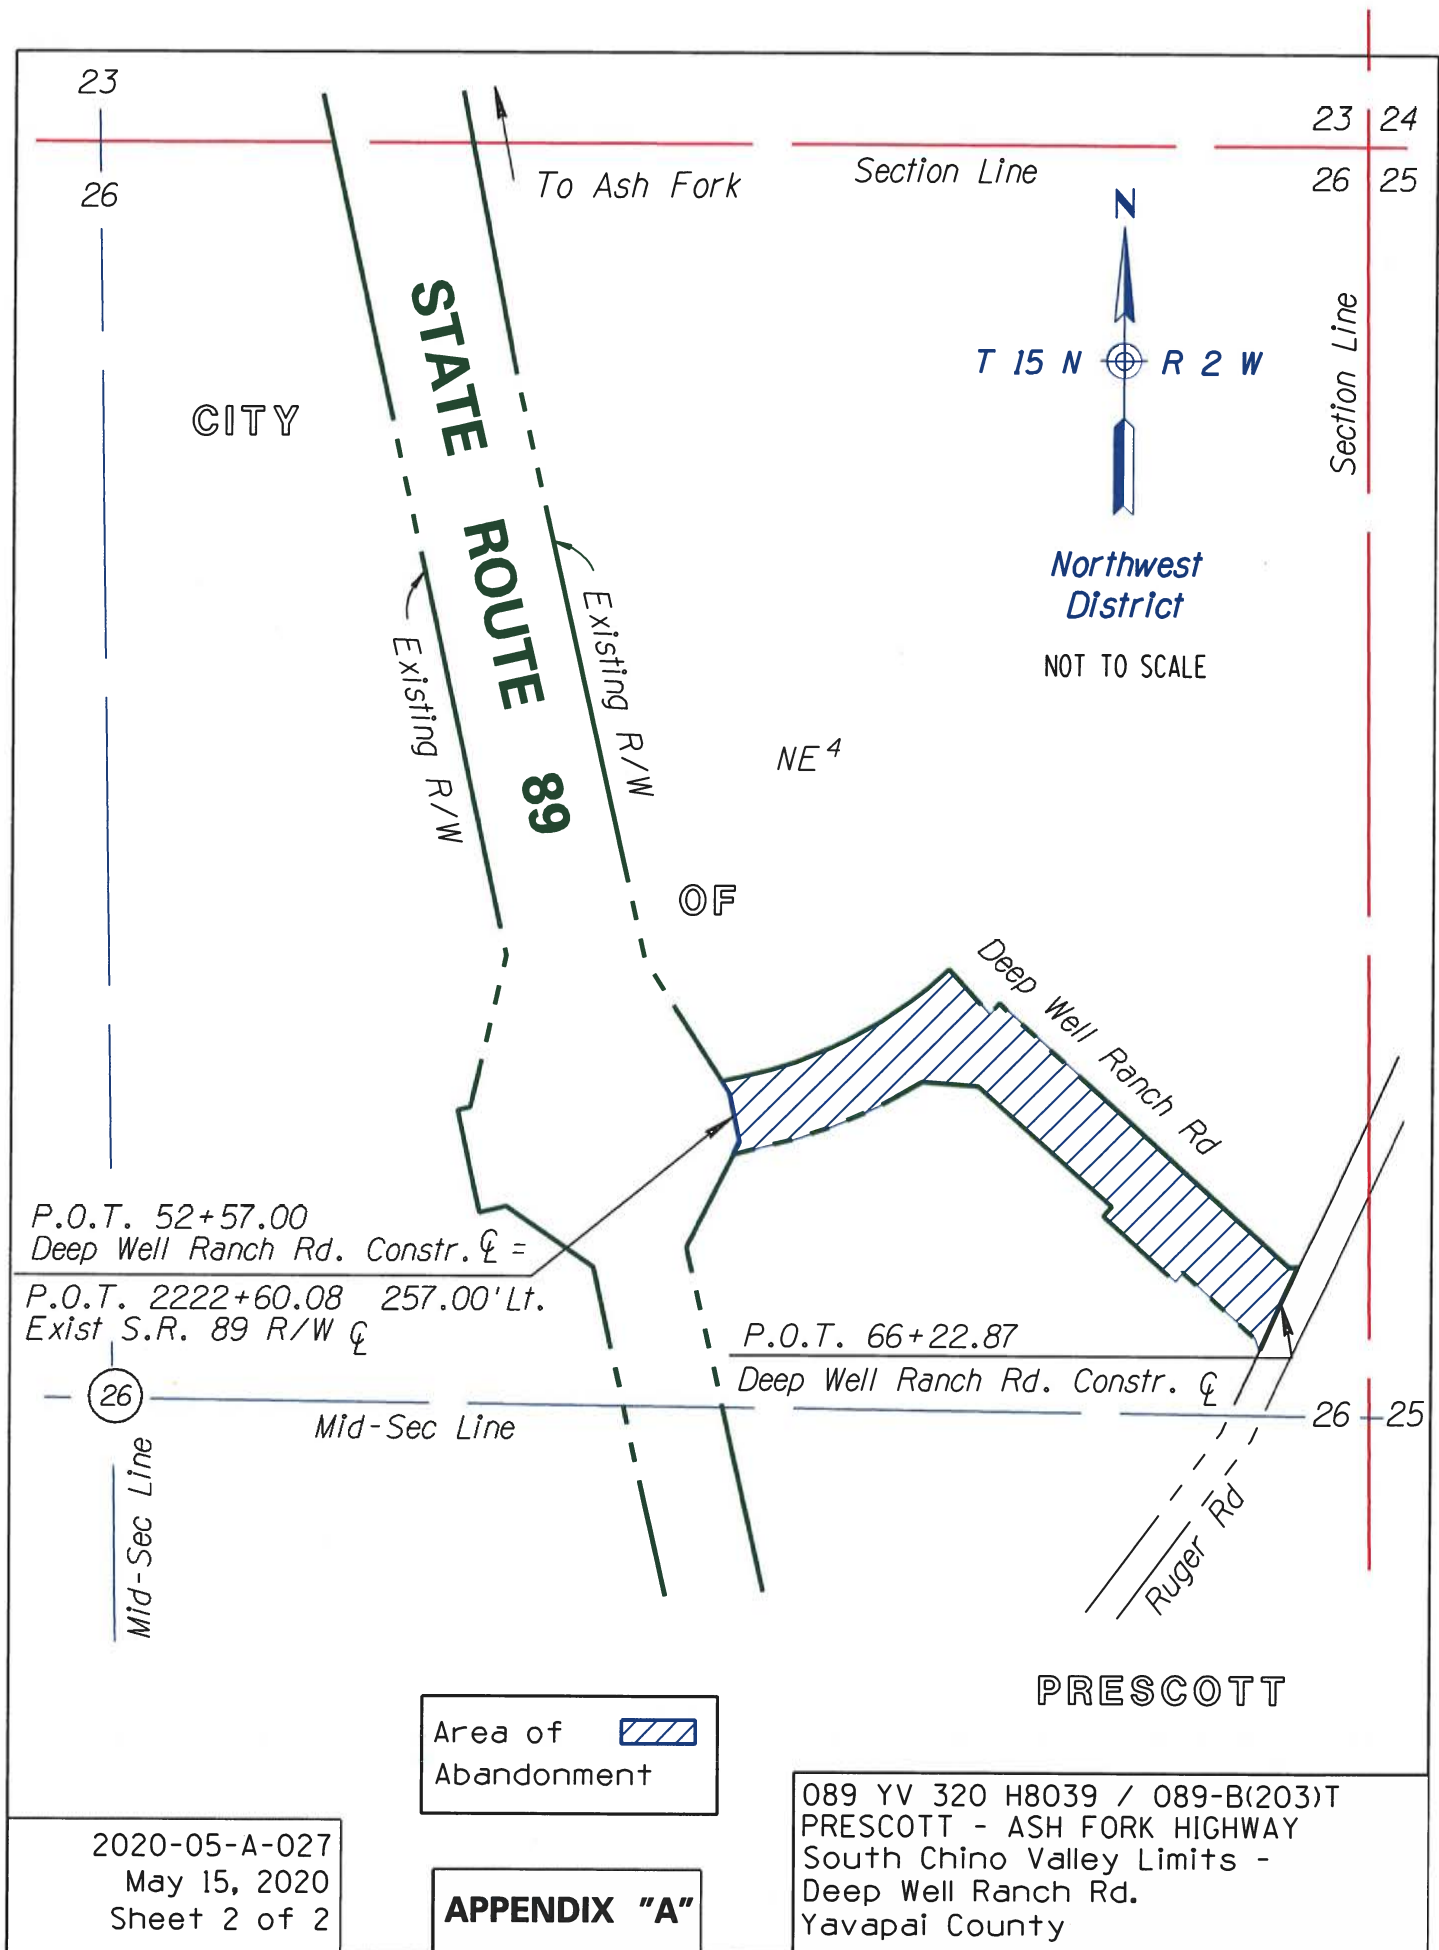 23
23 24
26
26 25
To Ash Fork
Section Line
N
T 15 N R 2 W
Section Line
CITY
STATE ROUTE 89
Northwest
District
NOT TO SCALE
Existing R/W
Existing R/W
NE 4
OF
Deep Well Ranch Rd
P.O.T. 52+57.00
Deep Well Ranch Rd. Constr. ℄ =
P.O.T. 2222+60.08 257.00' Lt.
Exist S.R. 89 R/W ℄
P.O.T. 66+22.87
Deep Well Ranch Rd. Constr. ℄
26
Mid-Sec Line
26 25
Mid-Sec Line
Ruger Rd
PRESCOTT
Area of
Abandonment
089 YV 320 H8039 / 089-B(203)T
PRESCOTT - ASH FORK HIGHWAY
South Chino Valley Limits -
Deep Well Ranch Rd.
Yavapai County
2020-05-A-027
May 15, 2020
Sheet 2 of 2
APPENDIX "A"